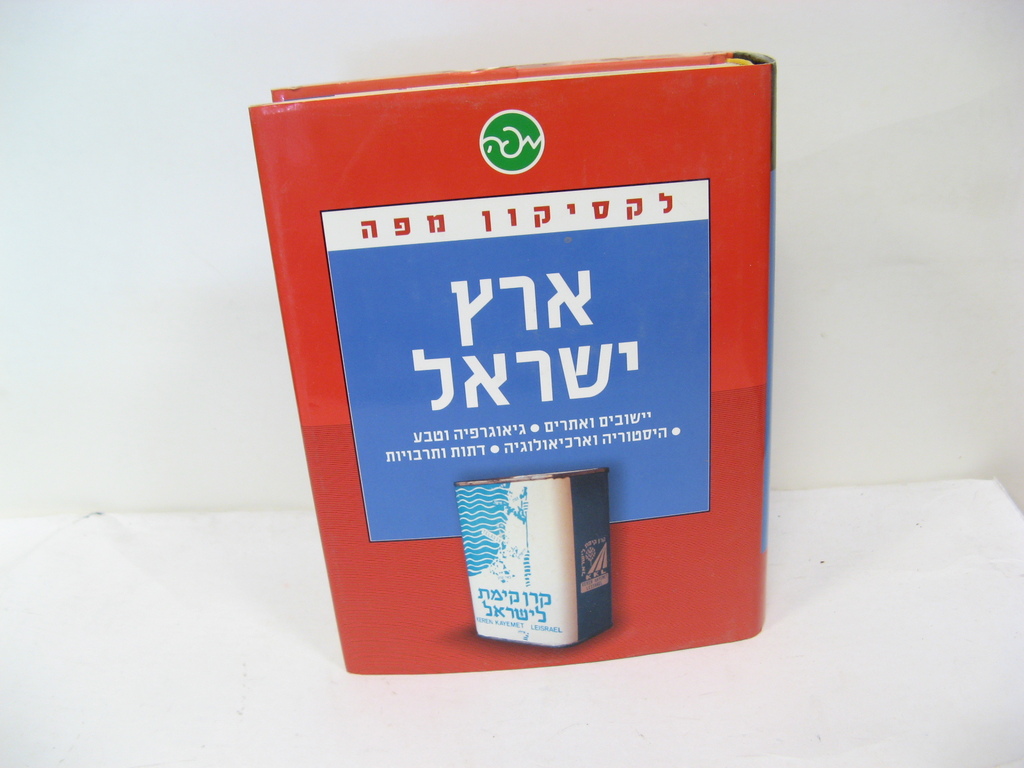 מפה
לקסיקון מפה
ארץ
ישראל
יישובים ואתרים • גיאוגרפיה וטבע
• היסטוריה וארכיאולוגיה • דתות ותרבויות
קרן קימת
לישראל
KEREN KAYEMET LEISRAEL